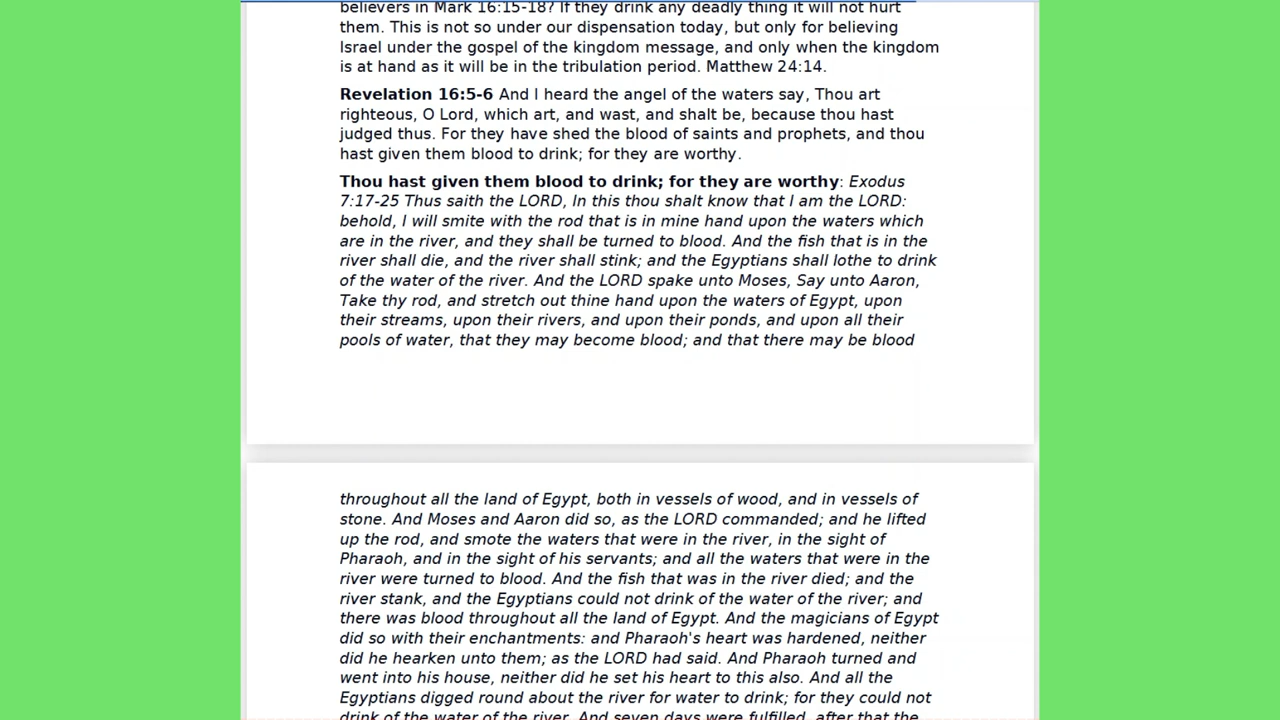 believers in Mark 16:15-18? If they drink any deadly thing it will not hurt
them. This is not so under our dispensation today, but only for believing
Israel under the gospel of the kingdom message, and only when the kingdom
is at hand as it will be in the tribulation period. Matthew 24:14.
Revelation 16:5-6 And I heard the angel of the waters say, Thou art
righteous, O Lord, which art, and wast, and shalt be, because thou hast
judged thus. For they have shed the blood of saints and prophets, and thou
hast given them blood to drink; for they are worthy.
Thou hast given them blood to drink; for they are worthy: Exodus
7:17-25 Thus saith the LORD, In this thou shalt know that I am the LORD:
behold, I will smite with the rod that is in mine hand upon the waters which
are in the river, and they shall be turned to blood. And the fish that is in the
river shall die, and the river shall stink; and the Egyptians shall lothe to drink
of the water of the river. And the LORD spake unto Moses, Say unto Aaron,
Take thy rod, and stretch out thine hand upon the waters of Egypt, upon
their streams, upon their rivers, and upon their ponds, and upon all their
pools of water, that they may become blood; and that there may be blood
throughout all the land of Egypt, both in vessels of wood, and in vessels of
stone. And Moses and Aaron did so, as the LORD commanded; and he lifted
up the rod, and smote the waters that were in the river, in the sight of
Pharaoh, and in the sight of his servants; and all the waters that were in the
river were turned to blood. And the fish that was in the river died; and the
river stank, and the Egyptians could not drink of the water of the river; and
there was blood throughout all the land of Egypt. And the magicians of Egypt
did so with their enchantments: and Pharaoh's heart was hardened, neither
did he hearken unto them; as the LORD had said. And Pharaoh turned and
went into his house, neither did he set his heart to this also. And all the
Egyptians digged round about the river for water to drink; for they could not
drink of the water of the river. And seven days were fulfilled, after that the